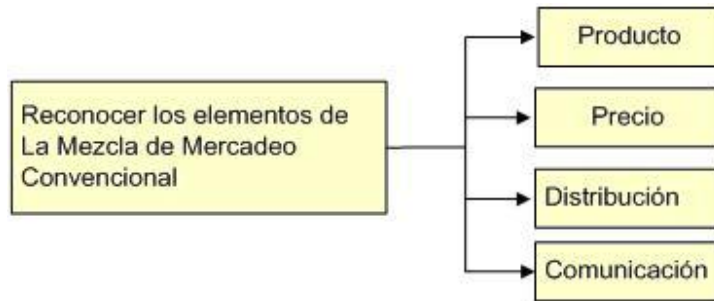 Reconocer los elementos de
La Mezcla de Mercadeo
Convencional
Producto
Precio
Distribución
Comunicación